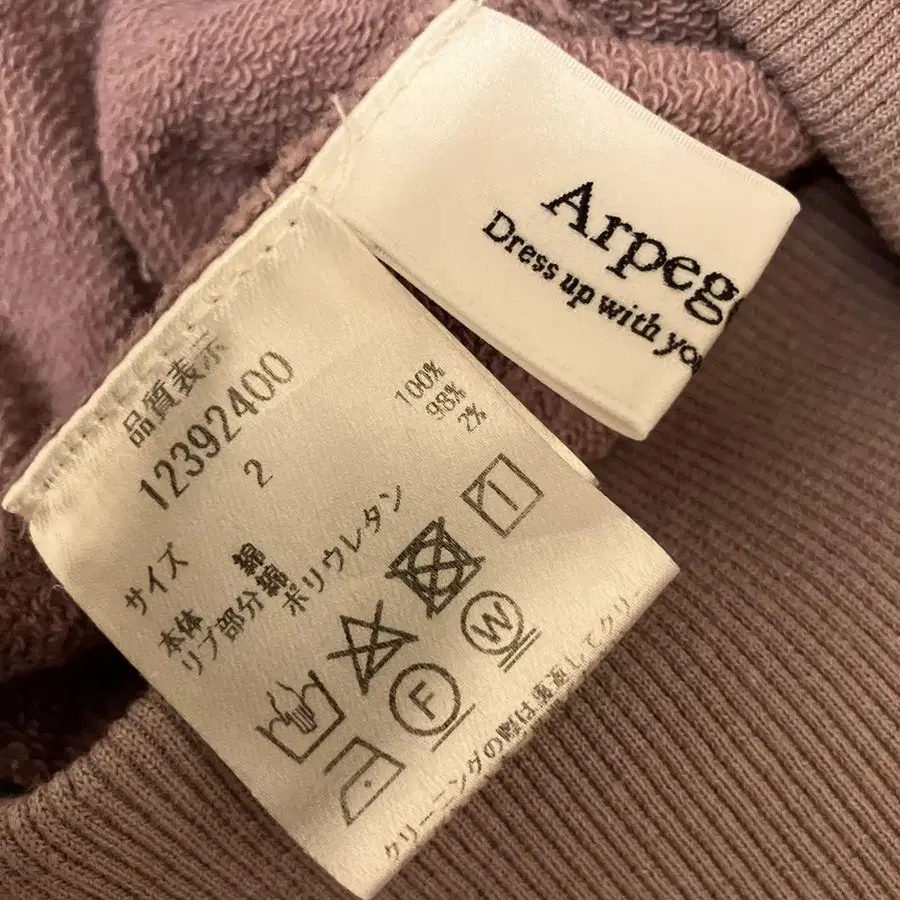 Arpeg
Dress up with yo
品質表示
12392400
サイズ 2
本体 綿 100%
リブ部分 綿 98%
ポリウレタン 2%
F
W
クリーニングの際は裏返してクリー